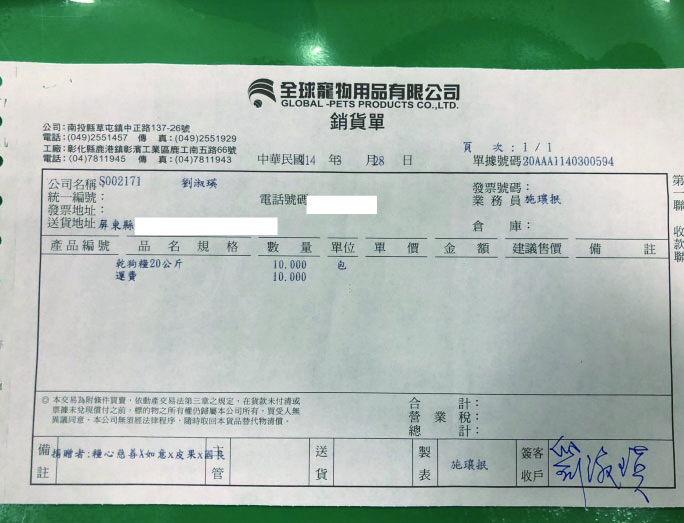 全球寵物用品有限公司
GLOBAL -PETS PRODUCTS CO.,LTD.
銷貨單
公司:南投縣草屯鎮中正路137-26號
電話:(049)2551457 傳 真:(049)2551929
工廠:彰化縣鹿港鎮彰濱工業區鹿工南五路66號
電話:(04)7811945 傳 真:(04)7811943
中華民國114 年 3 月 28 日
頁 次:1/1
單據號碼20AAA1140300594
公司名稱 S002171 劉淑瑛
統一編號:
發票地址:
送貨地址 屏東縣
電話號碼
發票號碼:
業務員 施環珉
倉 庫:
產品編號 品名規格 數量 單位 單價 金額 建議售價 備註
乾狗糧20公斤 10.000 包
運費 10.000
◎ 本交易為附條件買賣，依動產交易法第三章之規定，在貨款未付清或
票據未兌現償付之前，標的物之所有權仍歸屬本公司所有，買受人無
異議同意。本公司無須經法律程序，隨時取回本貨品替代物清償。
合 計:
營 業 稅:
總 計:
備註 捐贈者:糧心慈善X如意x皮果x
主管
送貨
製表 施環珉
客戶簽收 劉淑瑛
第一聯
收款聯